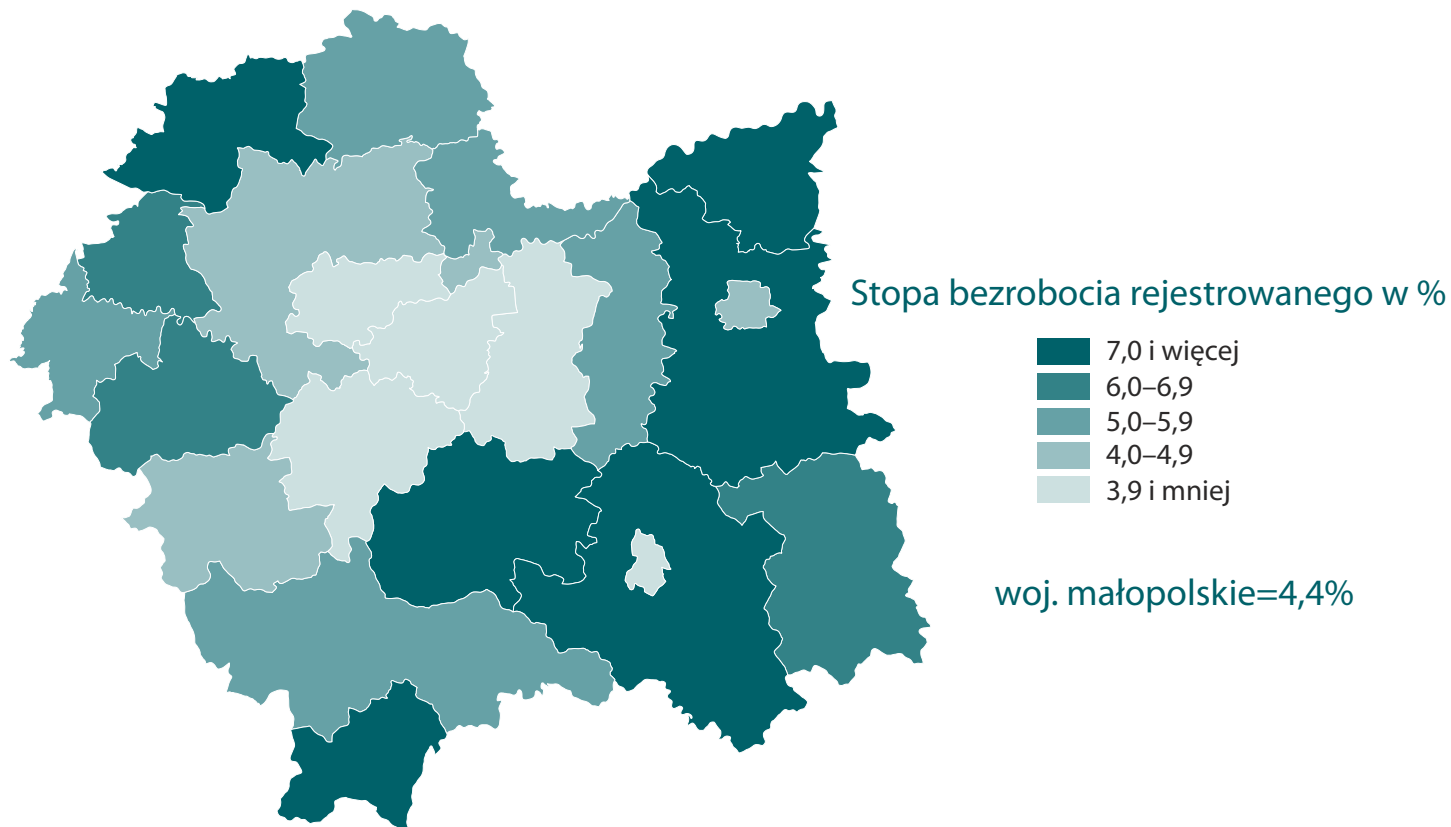 Stopa bezrobocia rejestrowanego w %
7,0 i więcej
6,0–6,9
5,0–5,9
4,0–4,9
3,9 i mniej
woj. małopolskie=4,4%